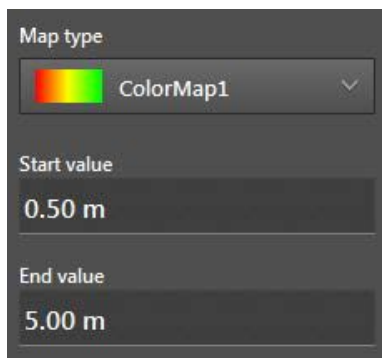 Map type
ColorMap1
Start value
0.50 m
End value
5.00 m